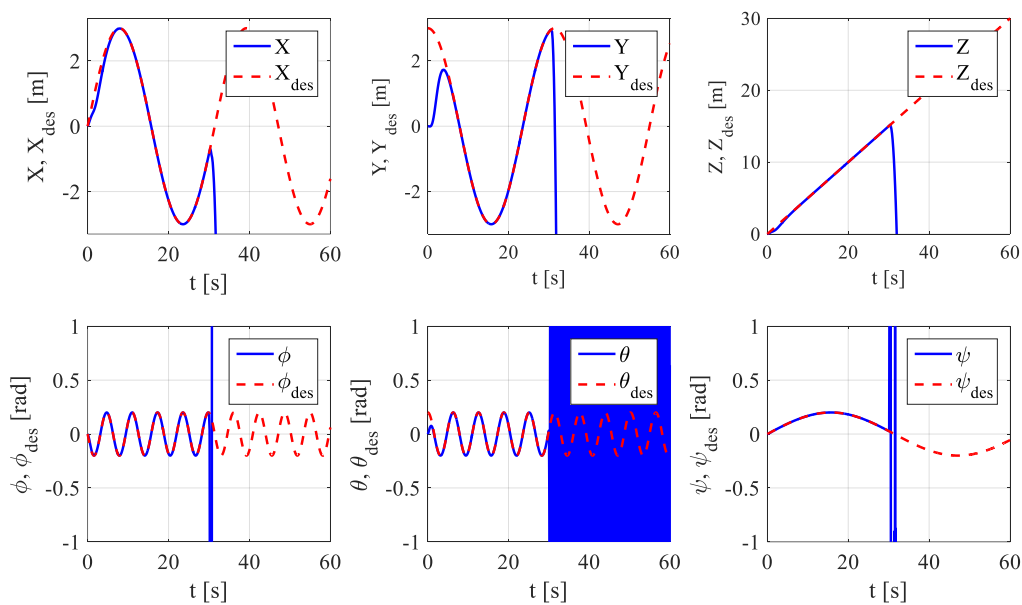 X, X_des [m]
2
0
-2
X
X_des
0 20 40 60
t [s]
Y, Y_des [m]
2
0
-2
Y
Y_des
0 20 40 60
t [s]
Z, Z_des [m]
30
20
10
0
Z
Z_des
0 20 40 60
t [s]
ϕ, ϕ_des [rad]
1
0.5
0
-0.5
-1
ϕ
ϕ_des
0 20 40 60
t [s]
θ, θ_des [rad]
1
0.5
0
-0.5
-1
θ
θ_des
0 20 40 60
t [s]
ψ, ψ_des [rad]
1
0.5
0
-0.5
-1
ψ
ψ_des
0 20 40 60
t [s]